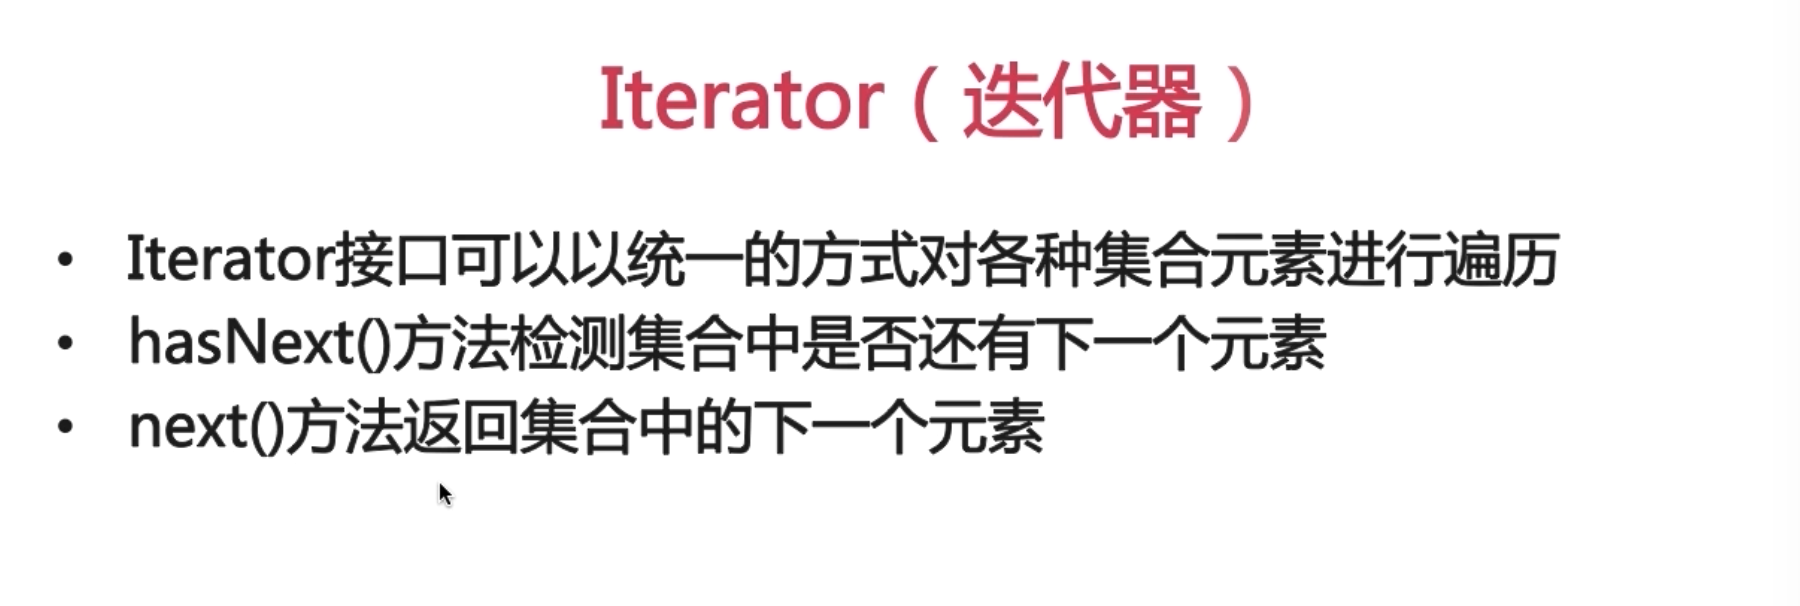 Iterator（迭代器）
• Iterator接口可以以统一的方式对各种集合元素进行遍历
• hasNext()方法检测集合中是否还有下一个元素
• next()方法返回集合中的下一个元素